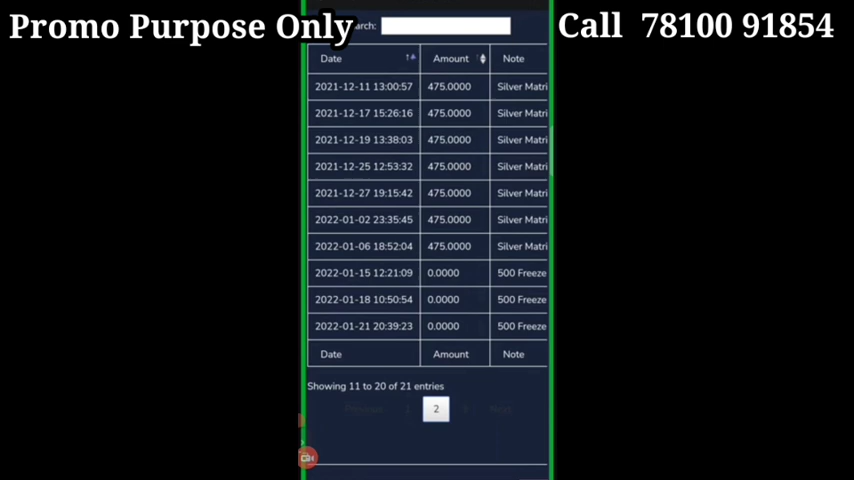 Promo Purpose Only
Call 78100 91854
arch:
Date Amount Note
2021-12-11 13:00:57 475.0000 Silver Matri
2021-12-17 15:26:16 475.0000 Silver Matri
2021-12-19 13:38:03 475.0000 Silver Matri
2021-12-25 12:53:32 475.0000 Silver Matri
2021-12-27 19:15:42 475.0000 Silver Matri
2022-01-02 23:35:45 475.0000 Silver Matri
2022-01-06 18:52:04 475.0000 Silver Matri
2022-01-15 12:21:09 0.0000 500 Freeze
2022-01-18 10:50:54 0.0000 500 Freeze
2022-01-21 20:39:23 0.0000 500 Freeze
Date Amount Note
Showing 11 to 20 of 21 entries
Previous 2 Next